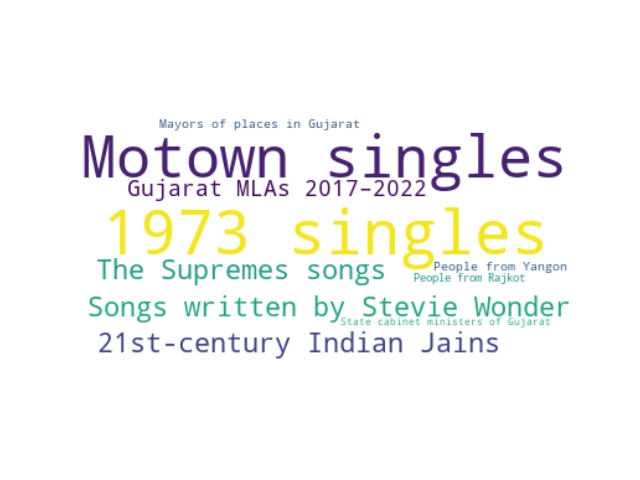 Mayors of places in Gujarat
Motown singles
Gujarat MLAs 2017–2022
1973 singles
The Supremes songs
People from Yangon
People from Rajkot
Songs written by Stevie Wonder
State cabinet ministers of Gujarat
21st-century Indian Jains